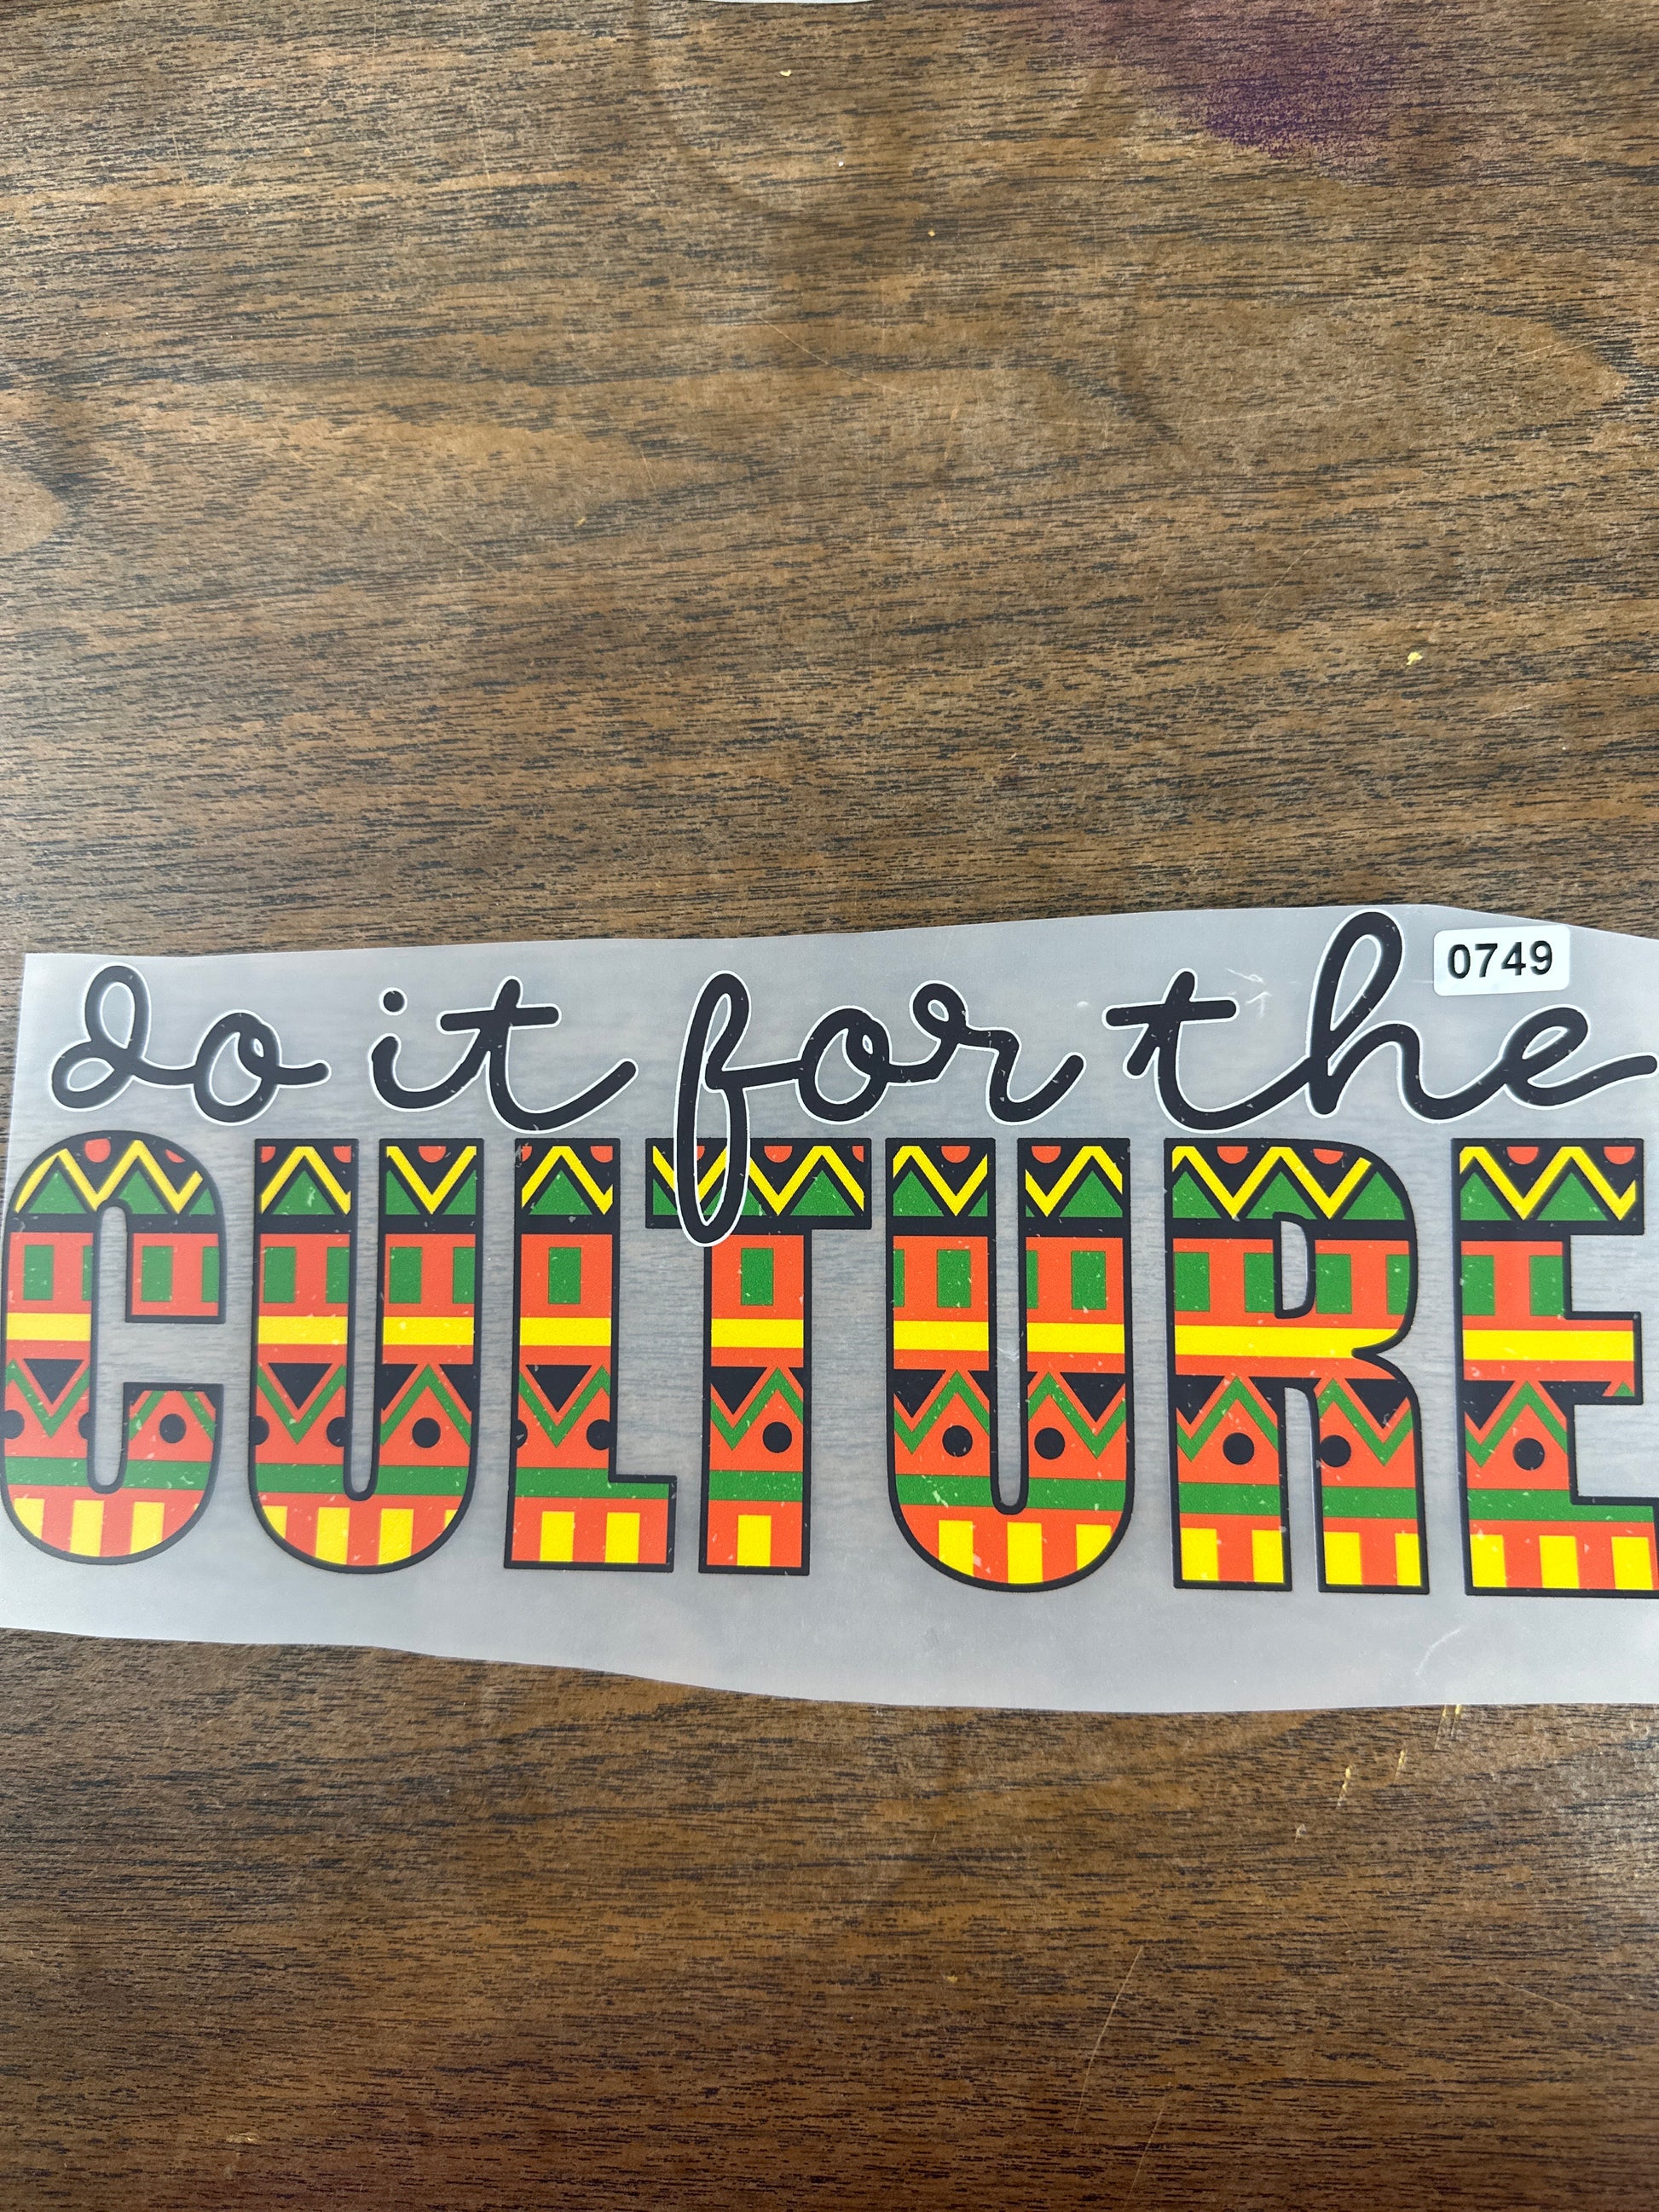 0749
do it for the
CULTURE